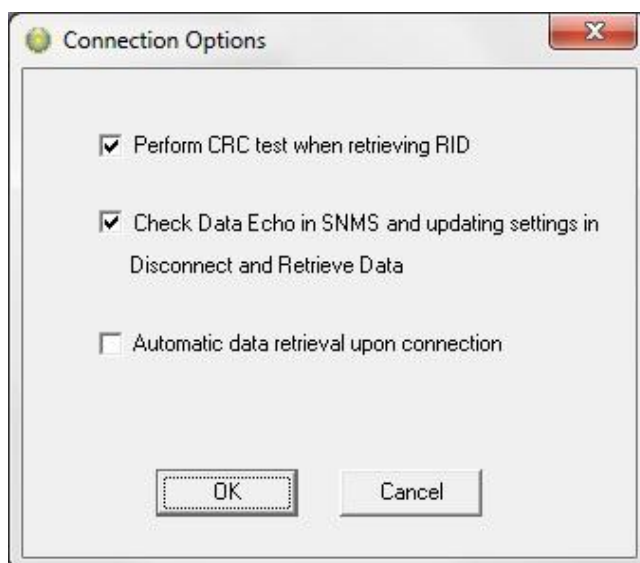 Connection Options
Perform CRC test when retrieving RID
Check Data Echo in SNMS and updating settings in
Disconnect and Retrieve Data
Automatic data retrieval upon connection
OK
Cancel